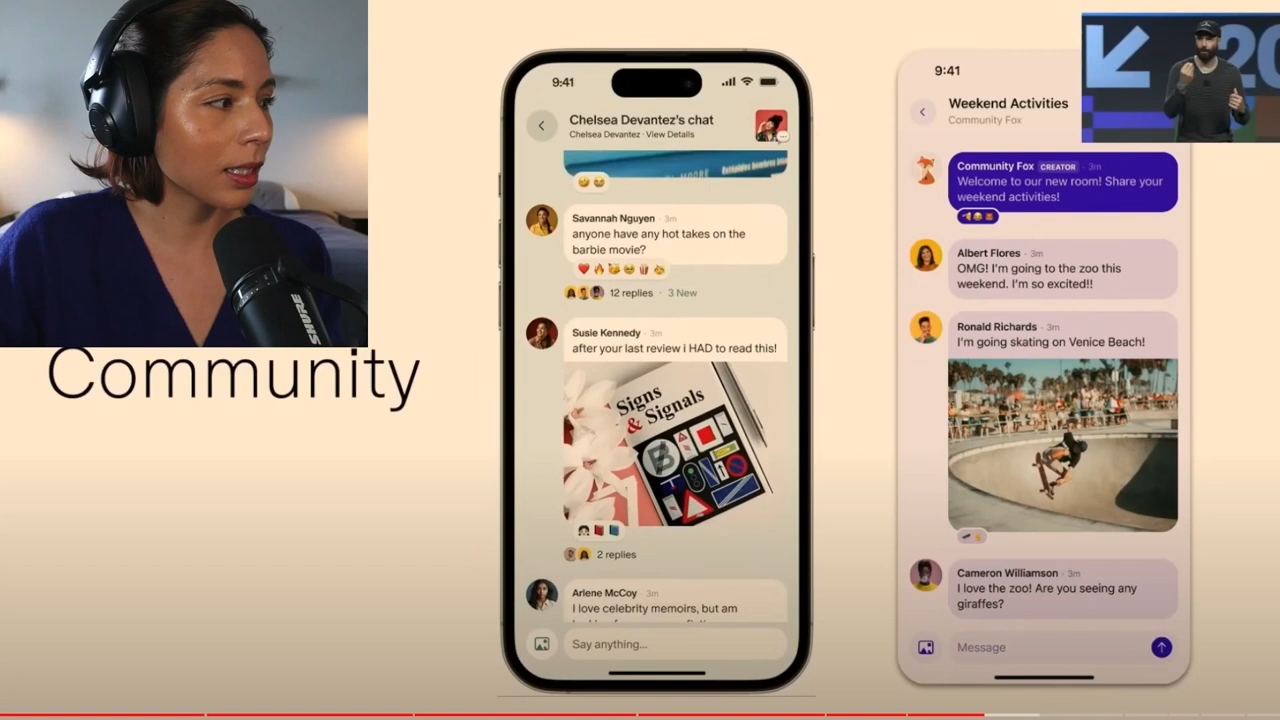 SHURE
20
Community
9:41
Chelsea Devantez's chat
Chelsea Devantez · View Details
Savannah Nguyen · 3m
anyone have any hot takes on the
barbie movie?
12 replies · 3 New
Susie Kennedy · 3m
after your last review i HAD to read this!
Signs
& Signals
2 replies
Arlene McCoy · 3m
I love celebrity memoirs, but am
Say anything...
9:41
Weekend Activities
Community Fox
Community Fox CREATOR · 3m
Welcome to our new room! Share your
weekend activities!
Albert Flores · 3m
OMG! I'm going to the zoo this
weekend. I'm so excited!!
Ronald Richards · 3m
I'm going skating on Venice Beach!
Cameron Williamson · 3m
I love the zoo! Are you seeing any
giraffes?
Message